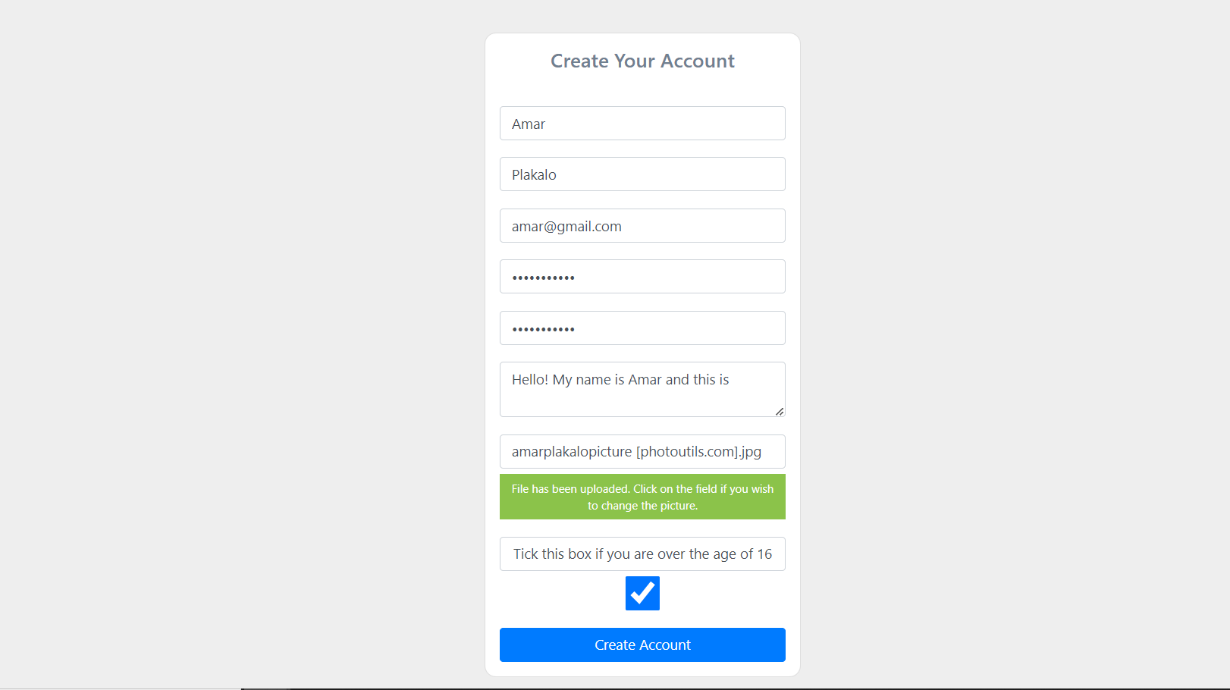 Create Your Account
Amar
Plakalo
amar@gmail.com
•••••••••••
•••••••••••
Hello! My name is Amar and this is
amarplakalopicture [photoutils.com].jpg
File has been uploaded. Click on the field if you wish
to change the picture.
Tick this box if you are over the age of 16
Create Account